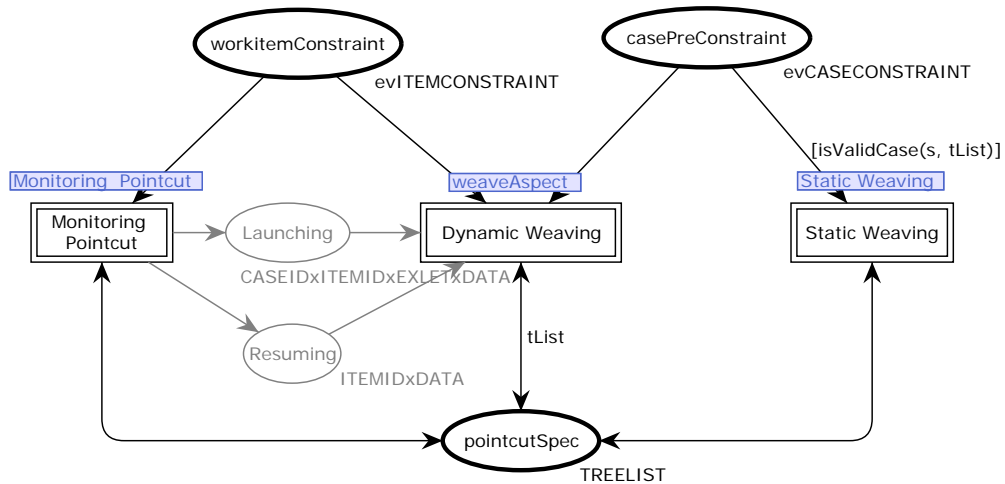 workitemConstraint
casePreConstraint
evITEMCONSTRAINT
evCASECONSTRAINT
[isValidCase(s, tList)]
Monitoring Pointcut
weaveAspect
Static Weaving
Monitoring
Pointcut
Launching
Dynamic Weaving
Static Weaving
CASEIDxITEMIDxEXLETxDATA
tList
Resuming
ITEMIDxDATA
pointcutSpec
TREELIST